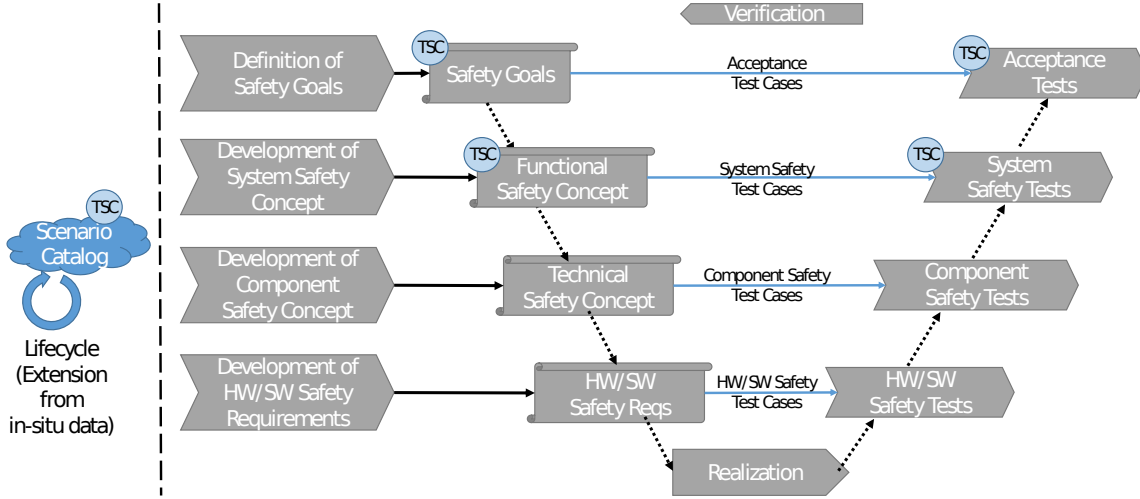 Verification
TSC
Definition of
Safety Goals
Safety Goals
Acceptance
Test Cases
TSC
Acceptance
Tests
Development of
System Safety
Concept
TSC
Functional
Safety Concept
System Safety
Test Cases
TSC
System
Safety Tests
TSC
Scenario
Catalog
Lifecycle
(Extension
from
in-situ data)
Development of
Component
Safety Concept
Technical
Safety Concept
Component Safety
Test Cases
Component
Safety Tests
Development of
HW/SW Safety
Requirements
HW/SW
Safety Reqs
HW/SW Safety
Test Cases
HW/SW
Safety Tests
Realization